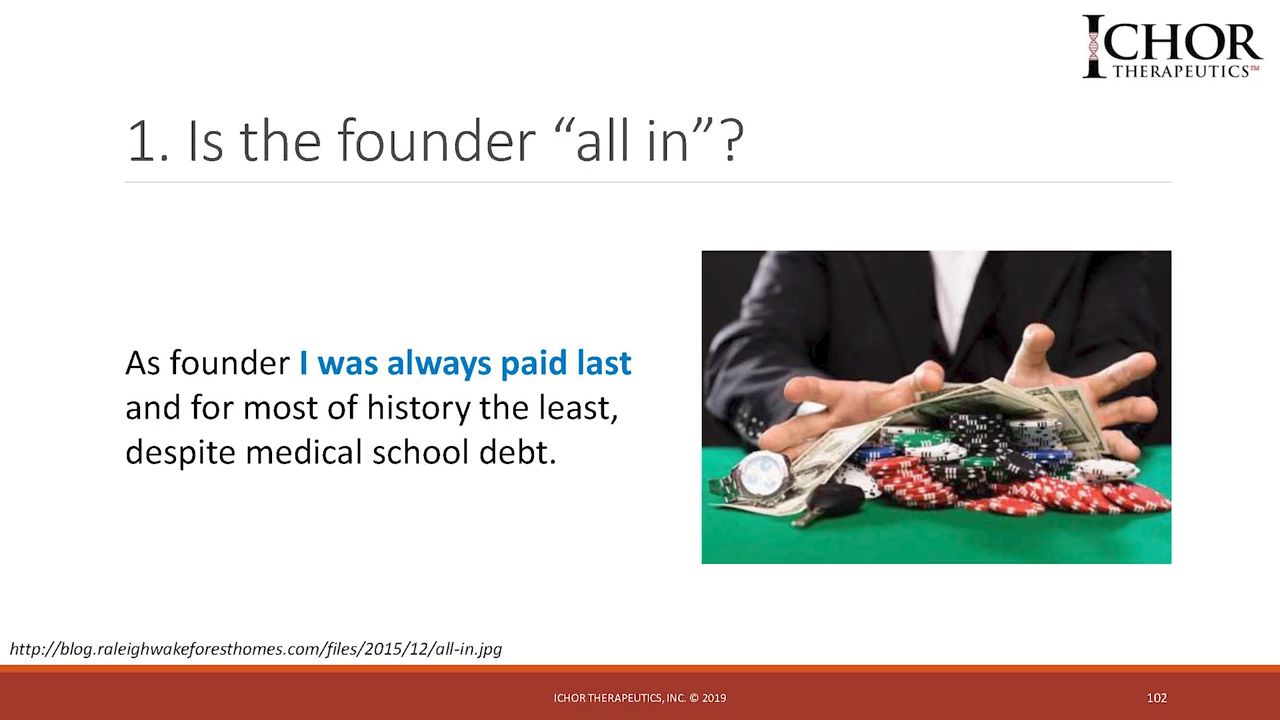 ICHOR
THERAPEUTICS™
1. Is the founder “all in”?
As founder I was always paid last
and for most of history the least,
despite medical school debt.
http://blog.raleighwakeforesthomes.com/files/2015/12/all-in.jpg
ICHOR THERAPEUTICS, INC. © 2019
102